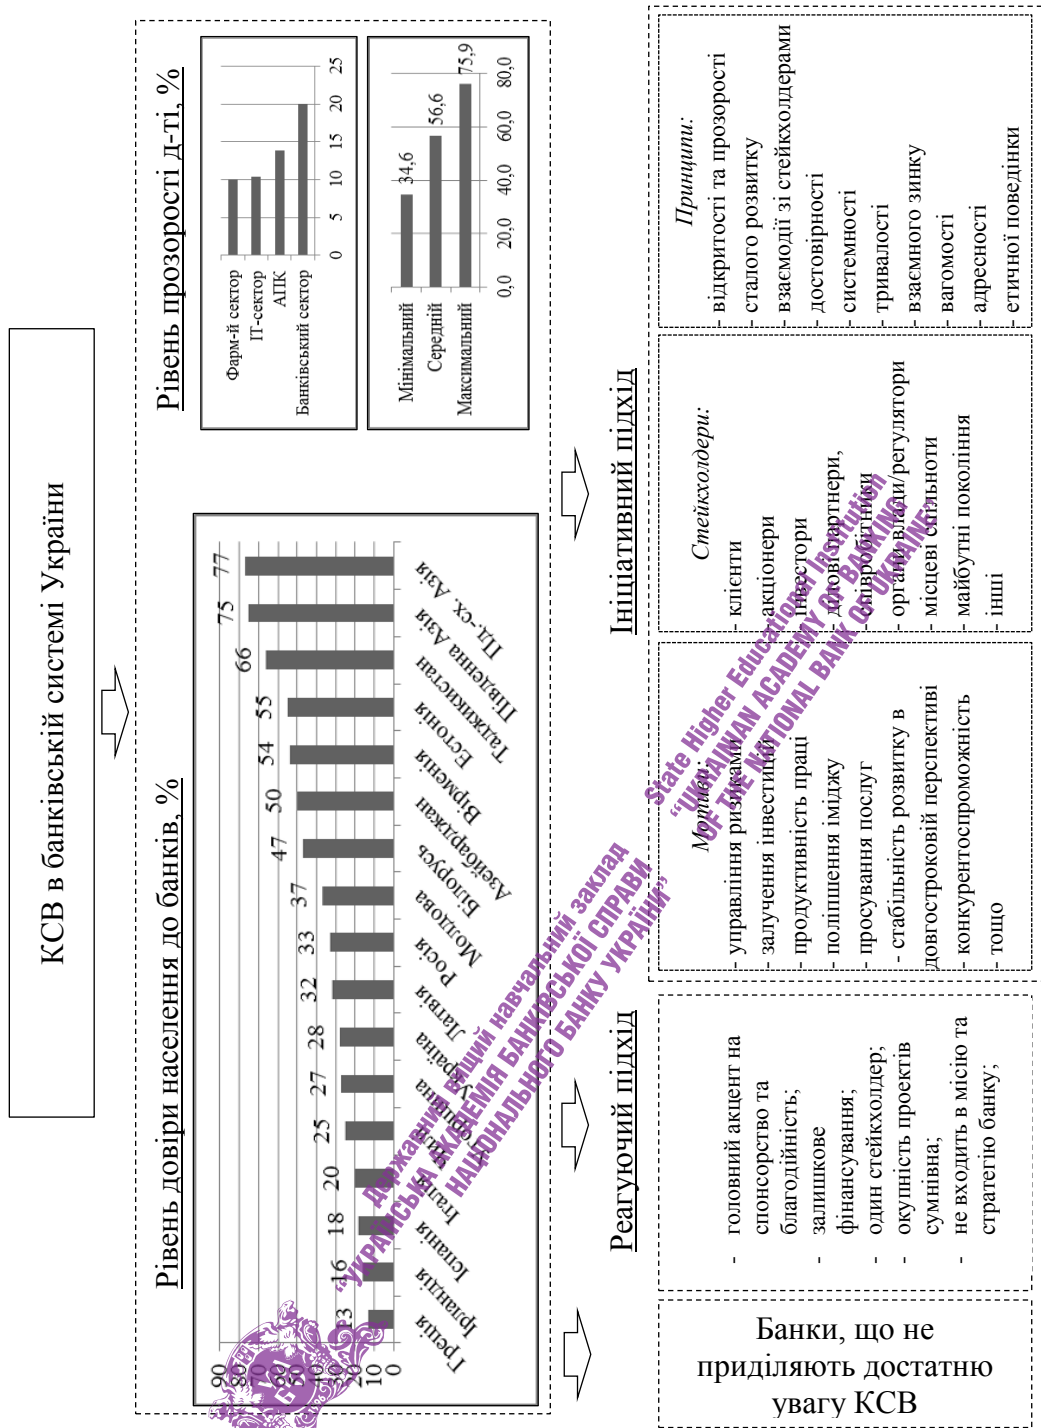 КСВ в банківській системі України
Рівень довіри населення до банків, %
90
80
70
60
50
40
30
20
10
0
13
16
18
20
25
27
28
32
33
37
47
50
54
55
66
75
77
Греція
Ірландія
Іспанія
Італія
Чилі
Угорщина
Україна
Латвія
Росія
Молдова
Білорусь
Азейбарджан
Вірменія
Естонія
Таджикистан
Південна Азія
Пд.-сх. Азія
Рівень прозорості д-ті, %
Фарм-й сектор
ІТ-сектор
АПК
Банківський сектор
0
5
10
15
20
25
Мінімальний
34,6
Середній
56,6
Максимальний
75,9
0,0
20,0
40,0
60,0
80,0
Банки, що не
приділяють достатню
увагу КСВ
Реагуючий підхід
- головний акцент на
спонсорство та
благодійність;
- залишкове
фінансування;
- один стейкхолдер;
- окупність проектів
сумнівна;
- не входить в місію та
стратегію банку;
Ініціативний підхід
Мотиви:
- управління ризиками
- залучення інвестицій
- продуктивність праці
- поліпшення іміджу
- просування послуг
- стабільність розвитку в
довгостроковій перспективі
- конкурентоспроможність
- тощо
Стейкхолдери:
- клієнти
- акціонери
- інвестори
- ділові партнери,
- співробітники
- органи влади/регулятори
- місцеві спільноти
- майбутні покоління
- інші
Принципи:
- відкритості та прозорості
- сталого розвитку
- взаємодії зі стейкхолдерами
- достовірності
- системності
- тривалості
- взаємного зинку
- вагомості
- адресності
- етичної поведінки
Державний вищий навчальний заклад
"УКРАЇНСЬКА АКАДЕМІЯ БАНКІВСЬКОЇ СПРАВИ
НАЦІОНАЛЬНОГО БАНКУ УКРАЇНИ"
State Higher Educational Institution
"UKRAINIAN ACADEMY OF BANKING
OF THE NATIONAL BANK OF UKRAINE"